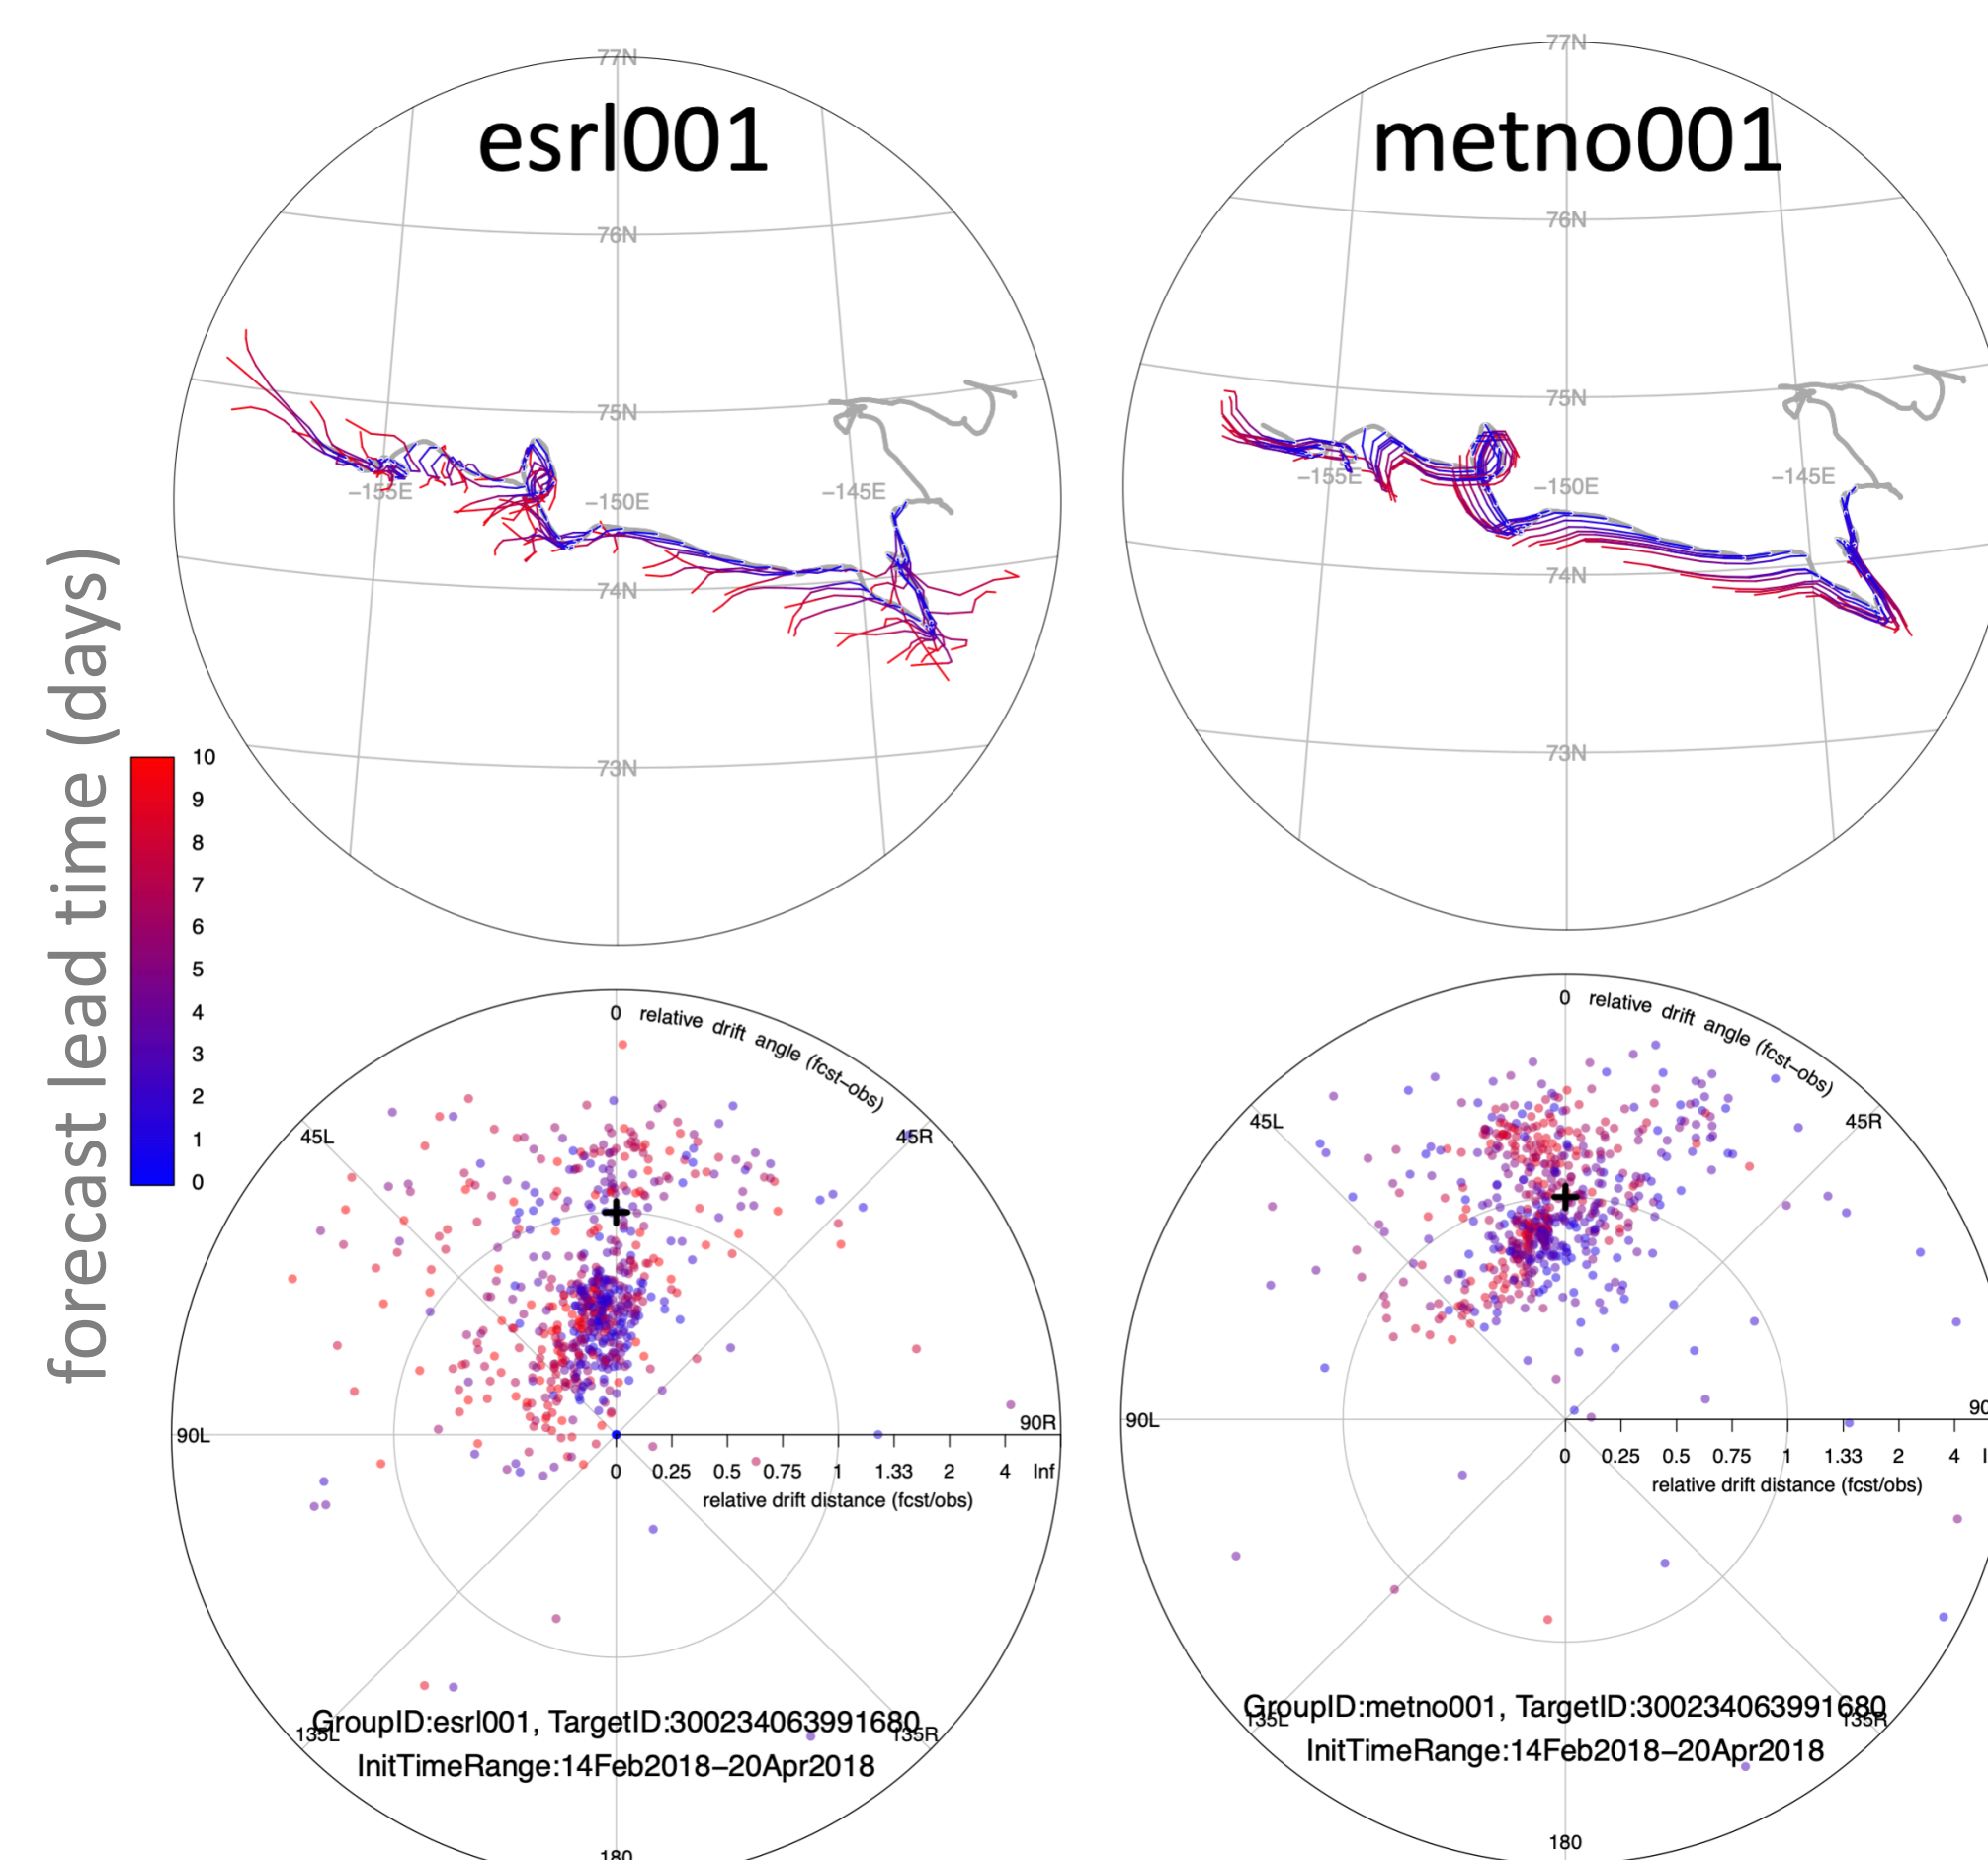 esrl001
77N
76N
75N
−155E
−150E
−145E
74N
73N
metno001
77N
76N
75N
−155E
−150E
−145E
74N
73N
forecast lead time (days)
10
9
8
7
6
5
4
3
2
1
0
0 relative drift angle (fcst−obs)
45L
45R
90L
90R
0 0.25 0.5 0.75 1 1.33 2 4 Inf
relative drift distance (fcst/obs)
GroupID:esrl001, TargetID:300234063991680
135L
135R
InitTimeRange:14Feb2018−20Apr2018
180
0 relative drift angle (fcst−obs)
45L
45R
90L
0 0.25 0.5 0.75 1 1.33 2 4
relative drift distance (fcst/obs)
GroupID:metno001, TargetID:300234063991680
135L
135R
InitTimeRange:14Feb2018−20Apr2018
180